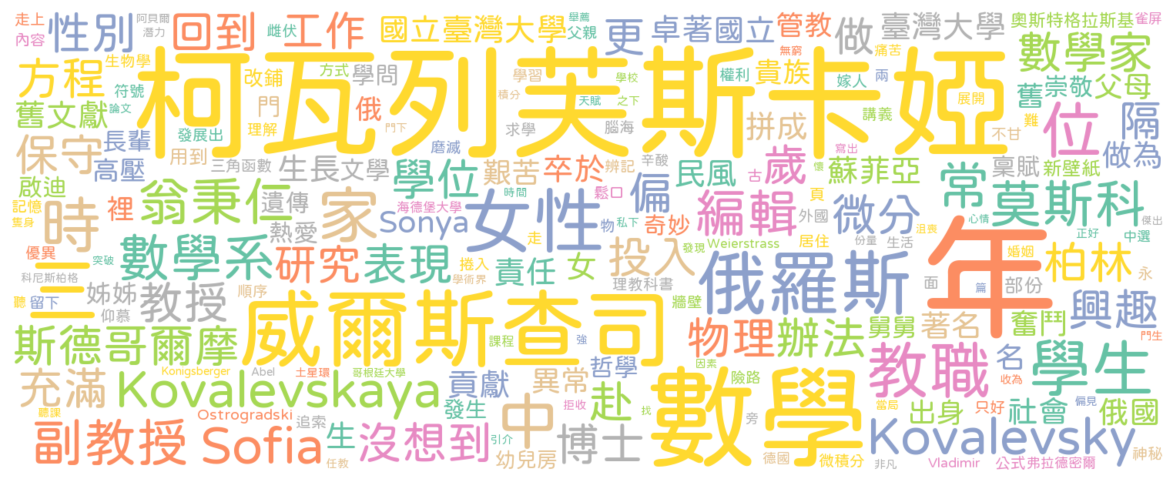 走上
阿貝爾
性別
回到
工作
雌伏
舉薦
父親
國立臺灣大學
更
卓著國立
管教
做
臺灣大學
奧斯特格拉斯基
雀屏
內容
潛力
數學家
方程
生物學
符號
改鋪
方式
學問
柯瓦列芙斯卡婭
學習
學校
積分
天賦
之下
權利
貴族
嫁人
無窮
痛苦
兩
展開
舊
崇敬
父母
舊文獻
論文
發展出
門
理解
俄
門下
磨滅
求學
腦海
拼成
講義
寫出
不甘
難
位
隔
保守
長輩
高壓
用到
三角函數
生長
文學
艱苦
卒於
辨記
辛酸
民風
古
歲
蘇菲亞
稟賦
新壁紙
做為
啟迪
記憶
隻身
裡
翁秉仁
遺傳
熱愛
學位
時間
海德堡大學
鬆口
私下
偏
物
奇妙
編輯
外國
頁
懷
微分
常
莫斯科
心情
傑出
時
家
Sonya
女性
走
發現
Weierstrass
居住
份量
生活
沮喪
正好
中選
優異
突破
科尼斯柏格
數學系
研究
表現
捲入
學術界
責任
女
投入
理教科書
牆壁
俄羅斯
年
婚姻
柏林
永
二
聽
留下
姊姊
仰慕
教授
順序
威爾斯查司
課程
強
面
篇
部份
興趣
斯德哥爾摩
物理
辦法
舅舅
著名
名
奮鬥
門生
充滿
Konigsberger
Abel
土星環
哥根廷大學
貢獻
異常
哲學
因素
險路
教職
收為
偏見
學生
聽課
Kovalevskaya
發生
拒收
中
赴
找
數學
旁
當局
出身
只好
社會
俄國
副教授
Ostrogradski
追索
Sofia
生
任教
沒想到
引介
幼兒房
博士
德國
微積分
非凡
Kovalevsky
Vladimir
公式弗拉德密爾
神秘